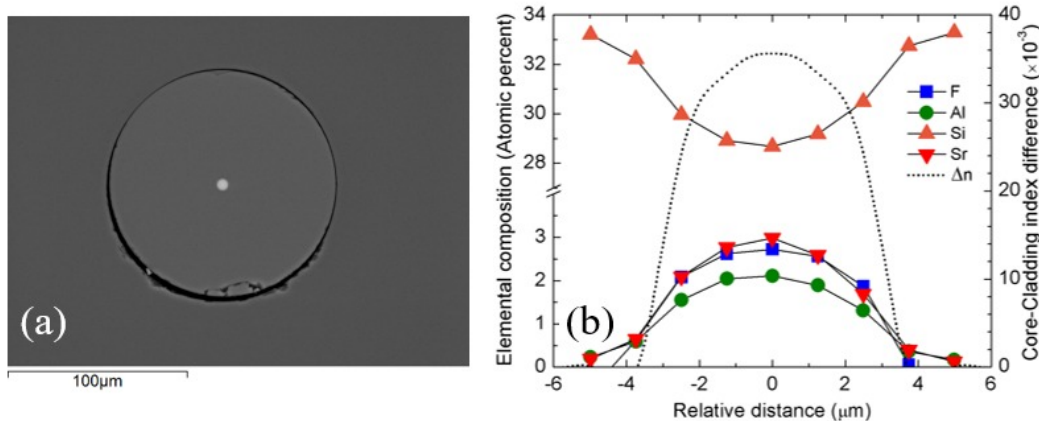 (a)
100μm
(b)
Elemental composition (Atomic percent)
34
32
30
28
3
2
1
0
-6 -4 -2 0 2 4 6
Relative distance (μm)
40
30
20
10
0
Core-Cladding index difference (×10⁻³)
F
Al
Si
Sr
Δn